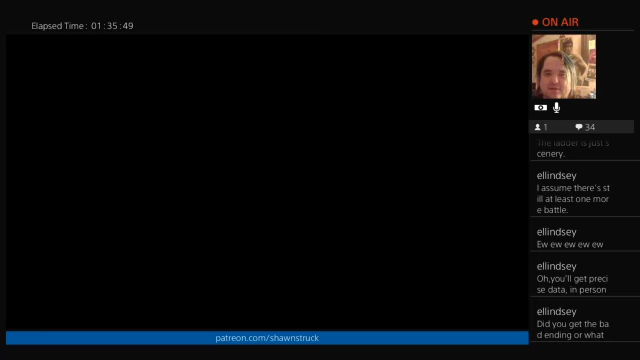 Elapsed Time: 01:35:49
ON AIR
1
34
The ladder is just s
cenery.
ellindsey
I assume there's st
ill at least one mor
e battle.
ellindsey
Ew ew ew ew ew
ellindsey
Oh,you'll get preci
se data, in person
ellindsey
Did you get the ba
d ending or what
patreon.com/shawnstruck